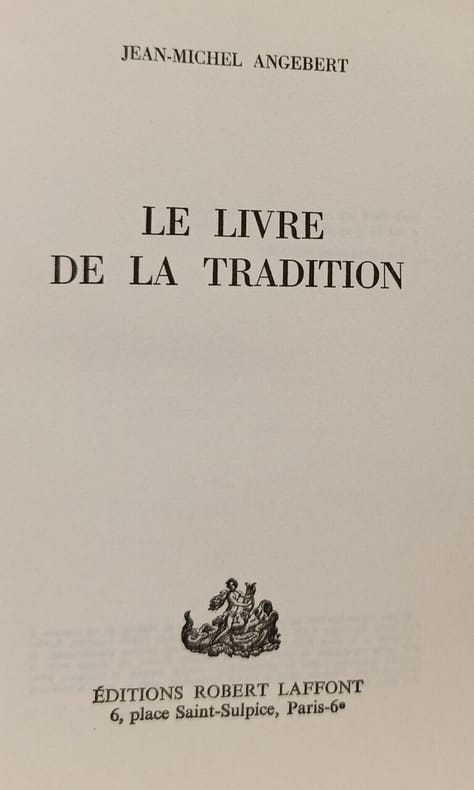 JEAN-MICHEL ANGEBERT
LE LIVRE
DE LA TRADITION
ÉDITIONS ROBERT LAFFONT
6, place Saint-Sulpice, Paris-6e